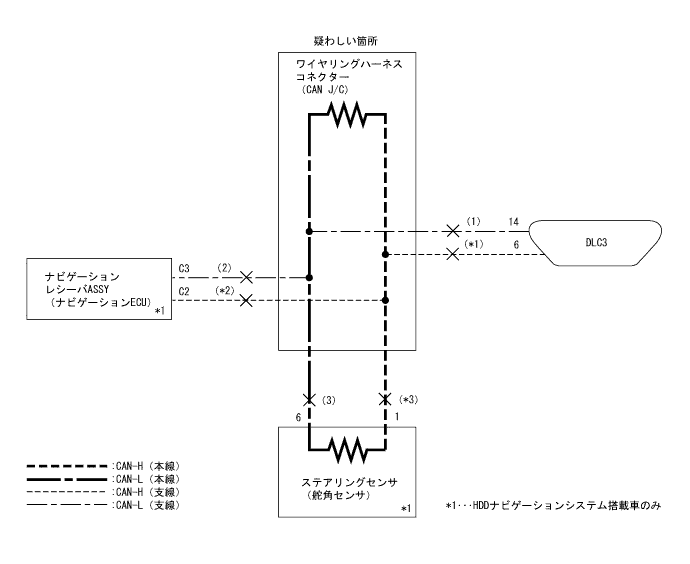 疑わしい箇所
ワイヤリングハーネス
コネクター
(CAN J/C)
(1)
14
(*1)
6
DLC3
ナビゲーション
レシーバASSY
(ナビゲーションECU)
*1
C3
(2)
C2
(*2)
(3)
(*3)
6
1
ステアリングセンサ
(舵角センサ)
*1
:CAN-H (本線)
:CAN-L (本線)
:CAN-H (支線)
:CAN-L (支線)
*1･･･HDDナビゲーションシステム搭載車のみ